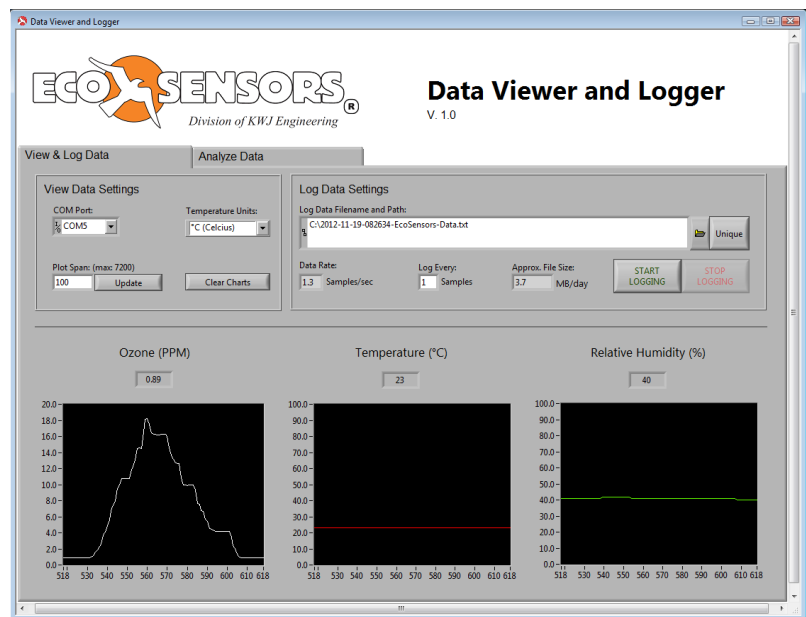 Data Viewer and Logger
ECO SENSORS®
Division of KWJ Engineering
Data Viewer and Logger
V. 1.0
View & Log Data
Analyze Data
View Data Settings
COM Port:
Temperature Units:
COM5
°C (Celcius)
Plot Span: (max: 7200)
100
Update
Clear Charts
Log Data Settings
Log Data Filename and Path:
C:\2012-11-19-082634-EcoSensors-Data.txt
Unique
Data Rate:
Log Every:
Approx. File Size:
1.3 Samples/sec
1 Samples
3.7 MB/day
START
LOGGING
STOP
LOGGING
Ozone (PPM)
0.89
20.0
18.0
16.0
14.0
12.0
10.0
8.0
6.0
4.0
2.0
0.0
518 530 540 550 560 570 580 590 600 610 618
Temperature (°C)
23
100.0
90.0
80.0
70.0
60.0
50.0
40.0
30.0
20.0
10.0
0.0
518 530 540 550 560 570 580 590 600 610 618
Relative Humidity (%)
40
100.0
90.0
80.0
70.0
60.0
50.0
40.0
30.0
20.0
10.0
0.0
518 530 540 550 560 570 580 590 600 610 618